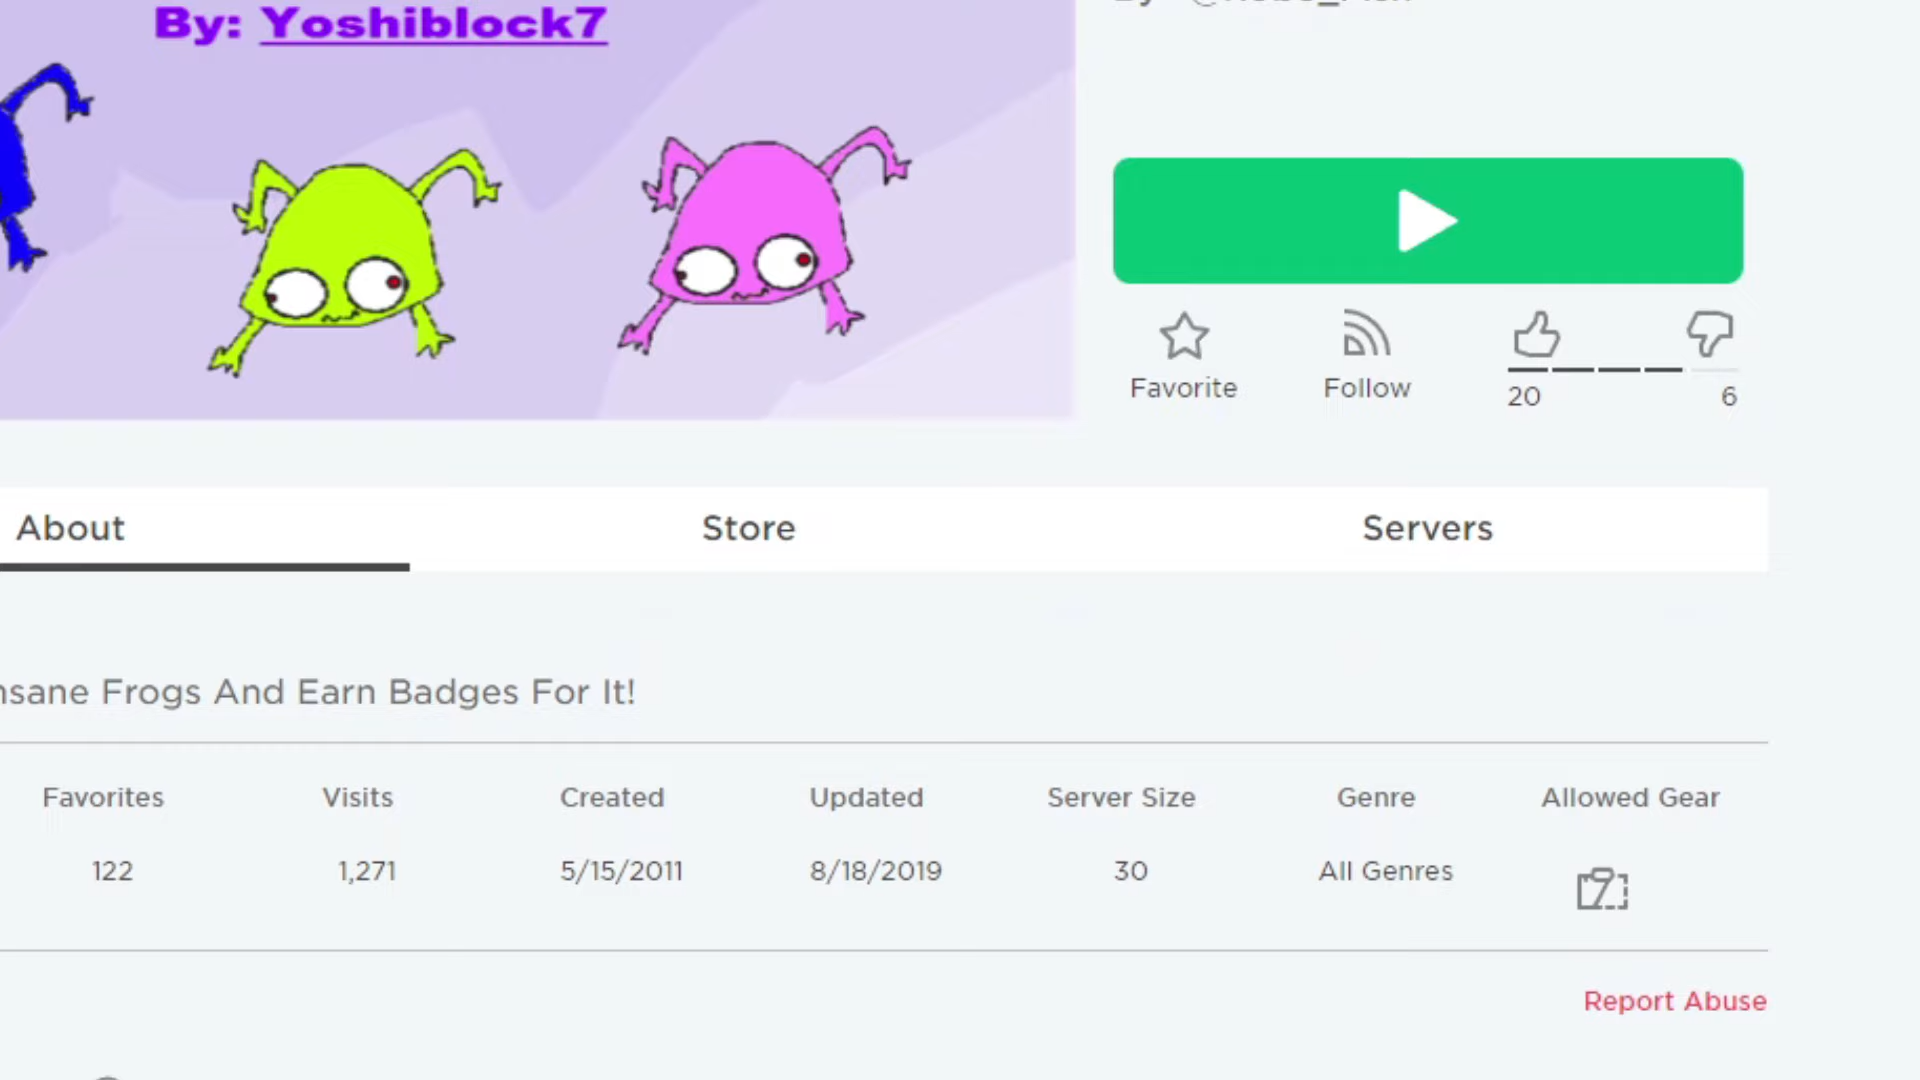 By: Yoshiblock7
Favorite
Follow
20
6
About
Store
Servers
nsane Frogs And Earn Badges For It!
Favorites
Visits
Created
Updated
Server Size
Genre
Allowed Gear
122
1,271
5/15/2011
8/18/2019
30
All Genres
Report Abuse